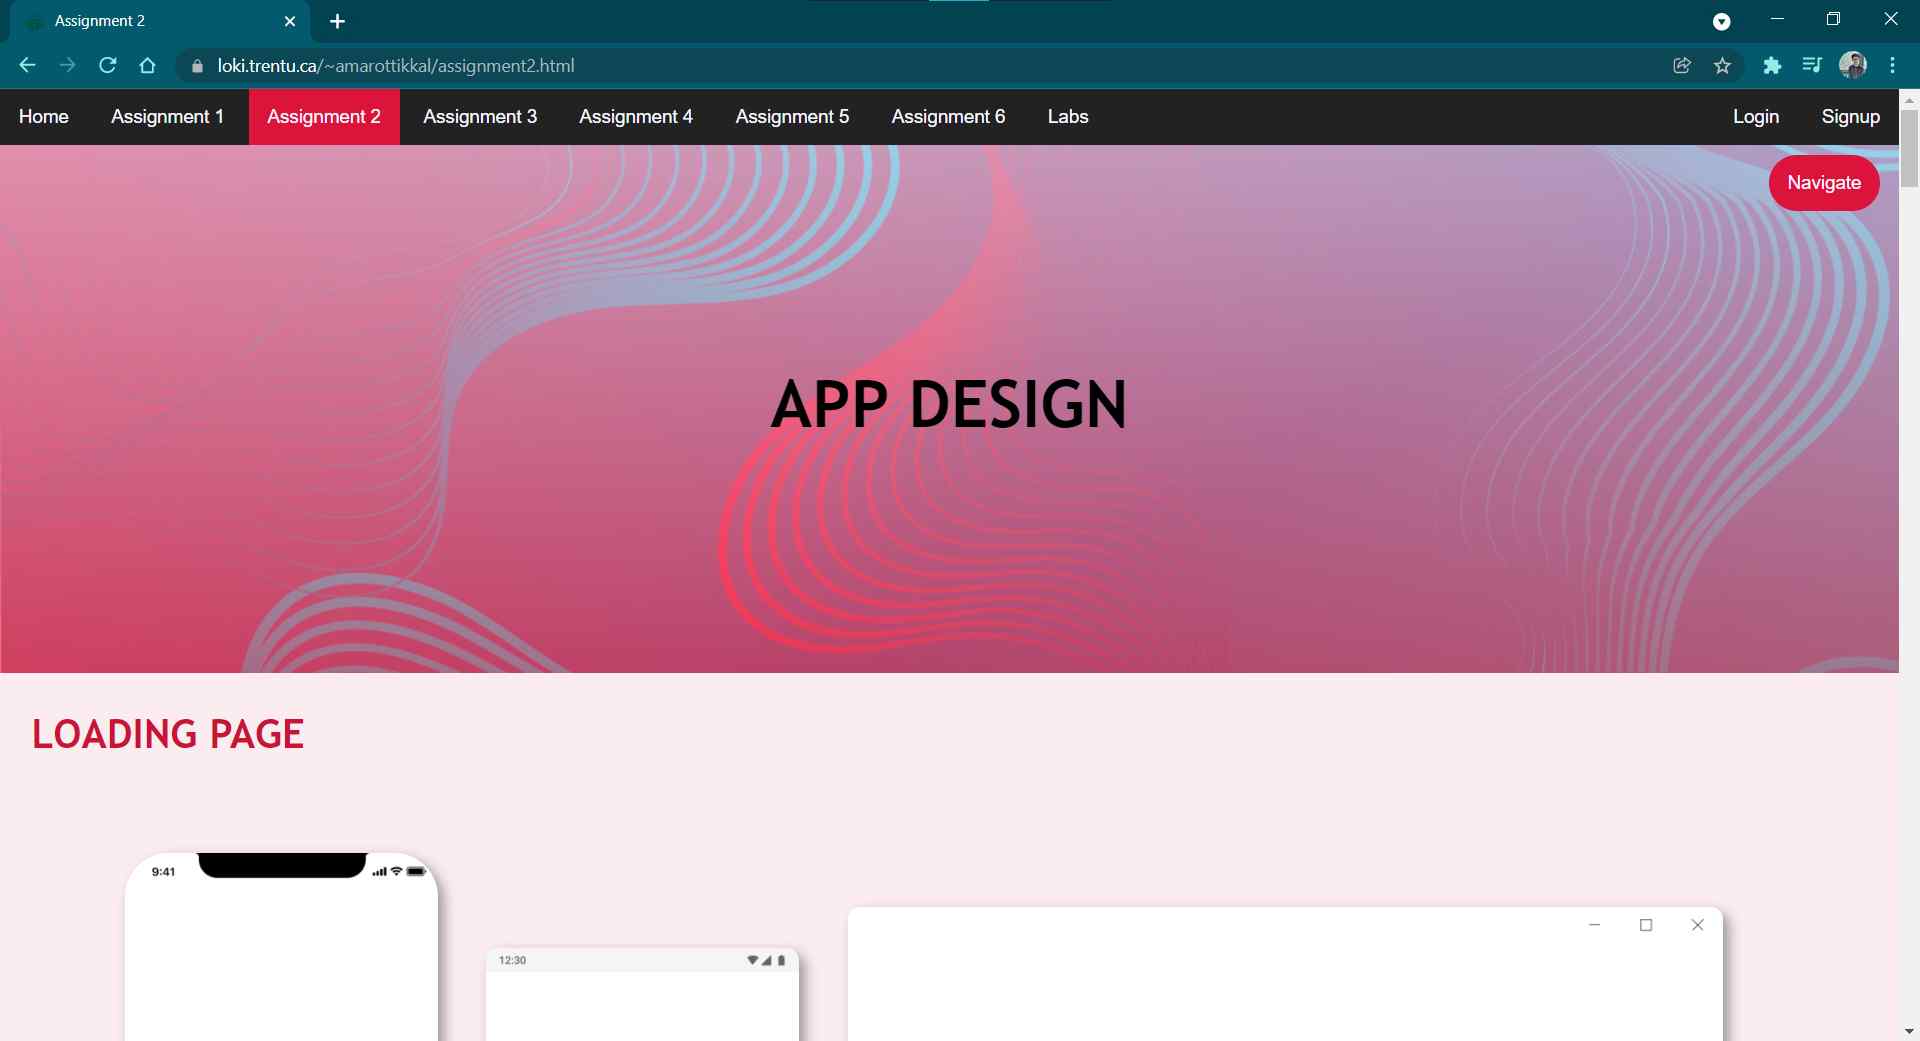 Assignment 2
loki.trentu.ca/~amarottikkal/assignment2.html
Home Assignment 1 Assignment 2 Assignment 3 Assignment 4 Assignment 5 Assignment 6 Labs Login Signup
Navigate
APP DESIGN
LOADING PAGE
9:41
12:30